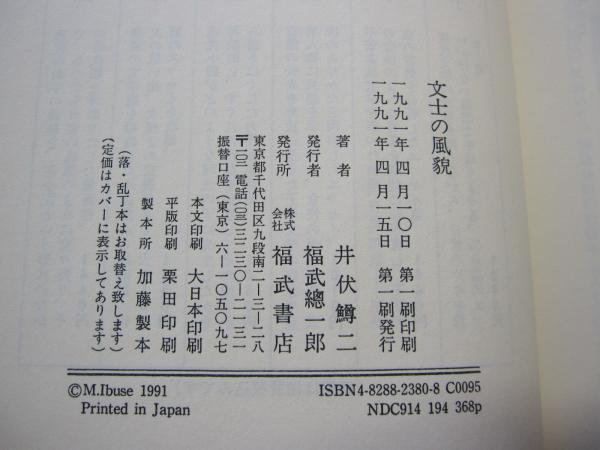 文士の風貌
一九九一年 四月一〇日 第一刷印刷
一九九一年 四月一五日 第一刷発行
著者 井伏鱒二
発行者 福武總一郎
発行所 株式会社 福武書店
東京都千代田区九段南二―三―二八
〒一〇二 電話(〇三)三二三〇―二一三一
振替口座(東京)六―一〇五〇九七
本文印刷 大日本印刷
平版印刷 栗田印刷
製本所 加藤製本
(落・乱丁本はお取替え致します)
(定価はカバーに表示してあります)
©M.Ibuse 1991
Printed in Japan
ISBN4-8288-2380-8 C0095
NDC914 194 368p